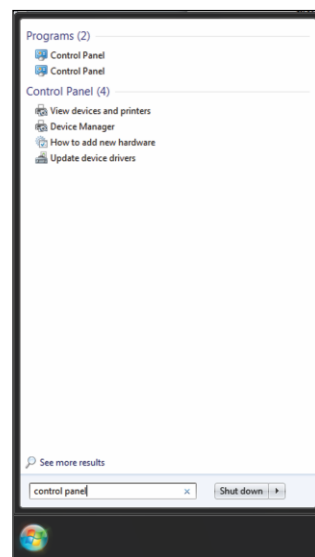 Programs (2)
Control Panel
Control Panel
Control Panel (4)
View devices and printers
Device Manager
How to add new hardware
Update device drivers
See more results
control panel
Shut down